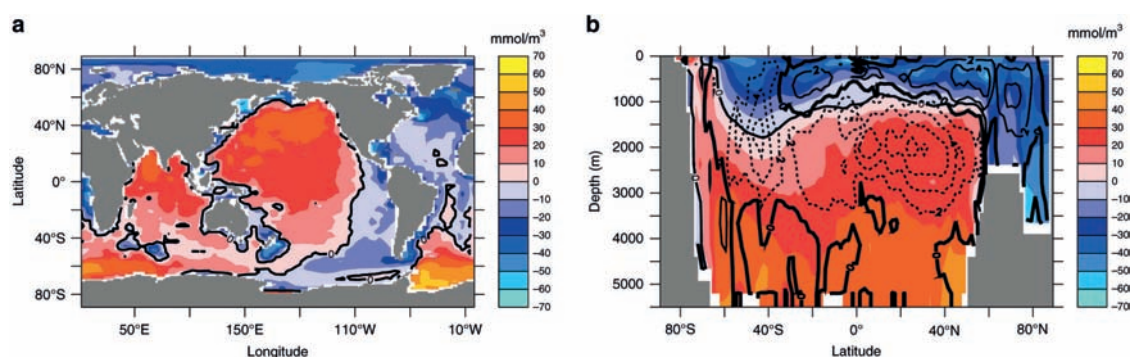 a
mmol/m³
80°N
40°N
0°
40°S
80°S
Latitude
50°E
150°E
110°W
10°W
Longitude
0
0
0
70
60
50
40
30
20
10
0
−10
−20
−30
−40
−50
−60
−70
b
mmol/m³
0
1000
2000
3000
4000
5000
Depth (m)
80°S
40°S
0°
40°N
80°N
Latitude
70
60
50
40
30
20
10
0
−10
−20
−30
−40
−50
−60
−70